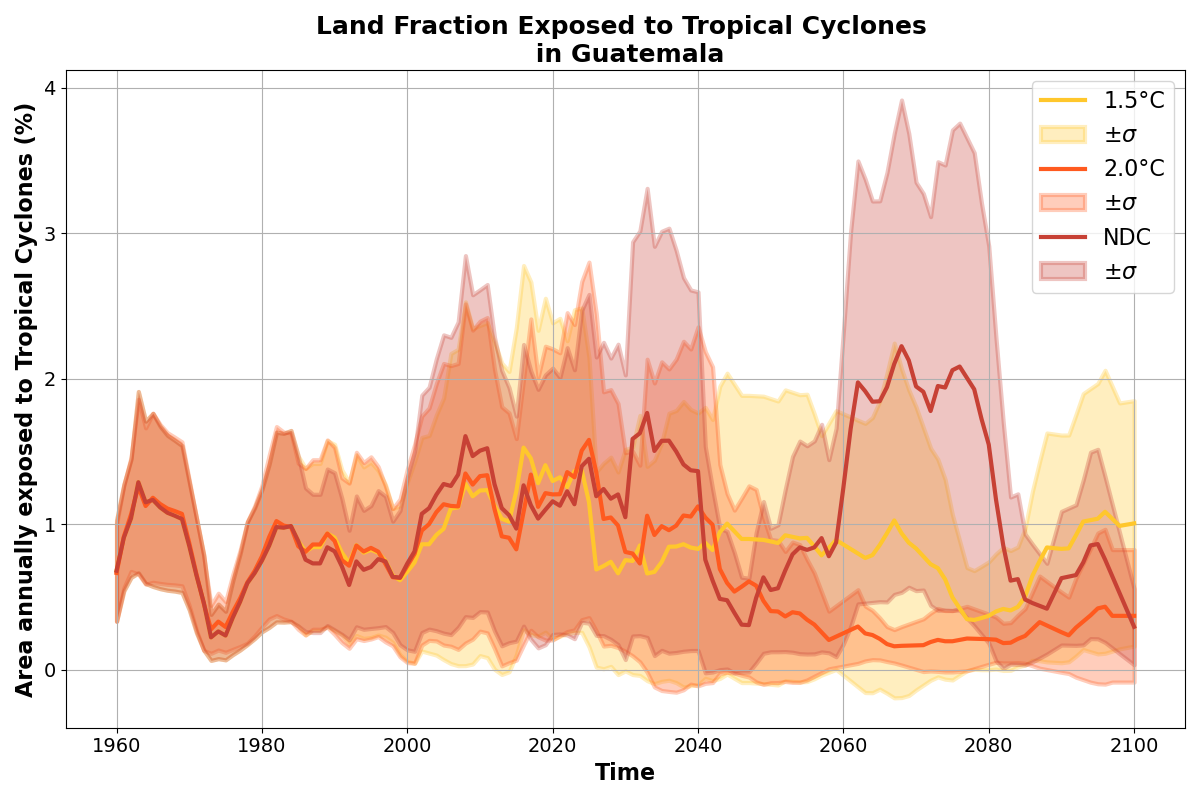 Land Fraction Exposed to Tropical Cyclones
in Guatemala
Area annually exposed to Tropical Cyclones (%)
4
3
2
1
0
1960 1980 2000 2020 2040 2060 2080 2100
Time
1.5°C
±σ
2.0°C
±σ
NDC
±σ